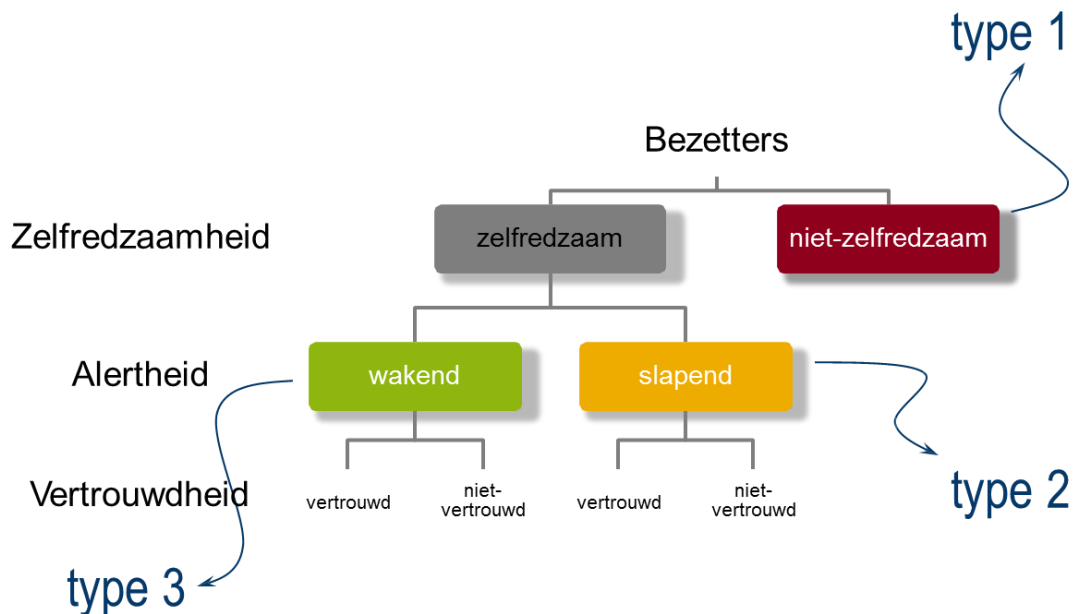 type 1
Bezetters
Zelfredzaamheid
zelfredzaam
niet-zelfredzaam
Alertheid
wakend
slapend
Vertrouwdheid
vertrouwd
niet-
vertrouwd
vertrouwd
niet-
vertrouwd
type 2
type 3